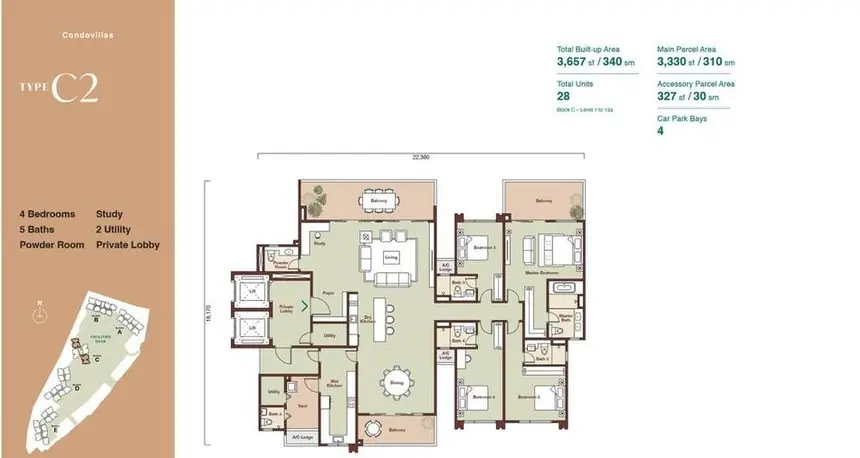 Condovillas
TYPE C2
4 Bedrooms
Study
5 Baths
2 Utility
Powder Room
Private Lobby
N
A
B
FACILITIES
C
D
E
Total Built-up Area
3,657 sf / 340 sm
Main Parcel Area
3,330 sf / 310 sm
Total Units
28
Block C – Level 1 to 13a
Accessory Parcel Area
327 sf / 30 sm
Car Park Bays
4
22,380
18,170
Balcony
Balcony
Study
Living
Bedroom 3
Master Bedroom
Powder
Room
A/C
Ledge
Bath 3
Lift
Foyer
Private
Lobby
Dry
Kitchen
Master
Bath
Lift
Utility
Bath 4
A/C
Ledge
Bath 2
Wet
Kitchen
Dining
Utility
Yard
Bedroom 4
Bedroom 2
Bath 5
A/C Ledge
Balcony